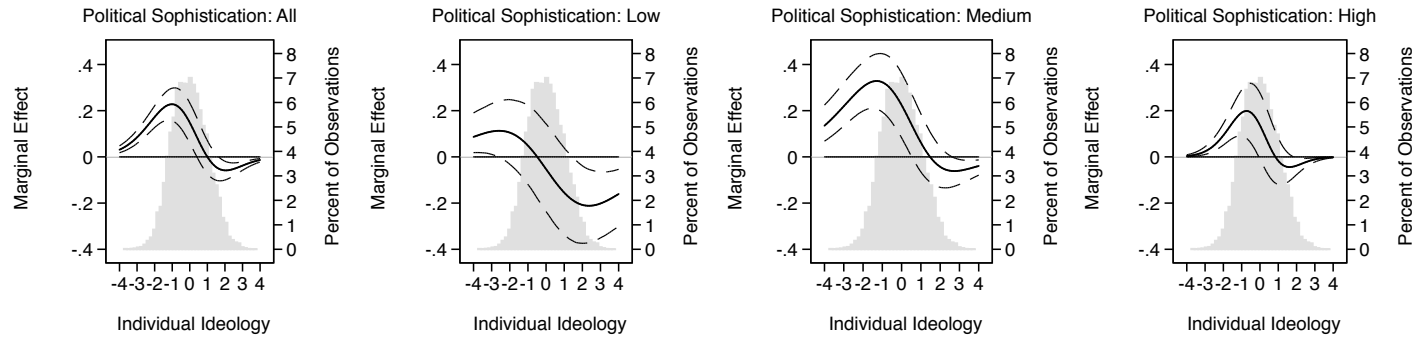 Political Sophistication: All
Marginal Effect
.4
.2
0
-.2
-.4
8
7
6
5
4
3
2
1
0
Percent of Observations
-4 -3 -2 -1 0 1 2 3 4
Individual Ideology
Political Sophistication: Low
Marginal Effect
.4
.2
0
-.2
-.4
8
7
6
5
4
3
2
1
0
Percent of Observations
-4 -3 -2 -1 0 1 2 3 4
Individual Ideology
Political Sophistication: Medium
Marginal Effect
.4
.2
0
-.2
-.4
8
7
6
5
4
3
2
1
0
Percent of Observations
-4 -3 -2 -1 0 1 2 3 4
Individual Ideology
Political Sophistication: High
Marginal Effect
.4
.2
0
-.2
-.4
8
7
6
5
4
3
2
1
0
Percent of Observations
-4 -3 -2 -1 0 1 2 3 4
Individual Ideology